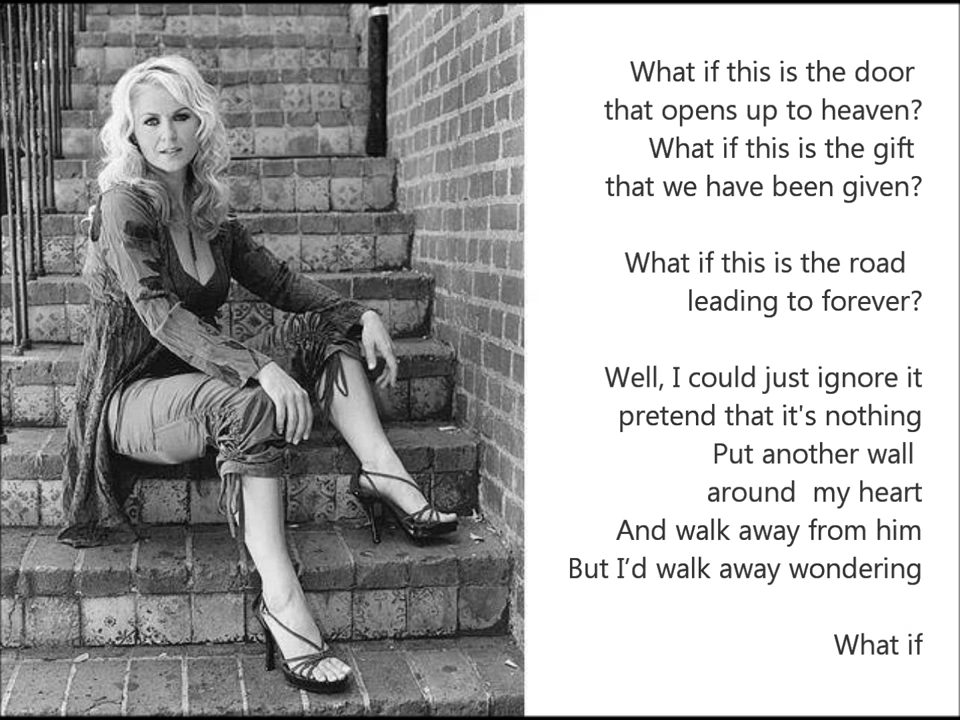 What if this is the door
that opens up to heaven?
What if this is the gift
that we have been given?
What if this is the road
leading to forever?
Well, I could just ignore it
pretend that it's nothing
Put another wall
around my heart
And walk away from him
But I’d walk away wondering
What if